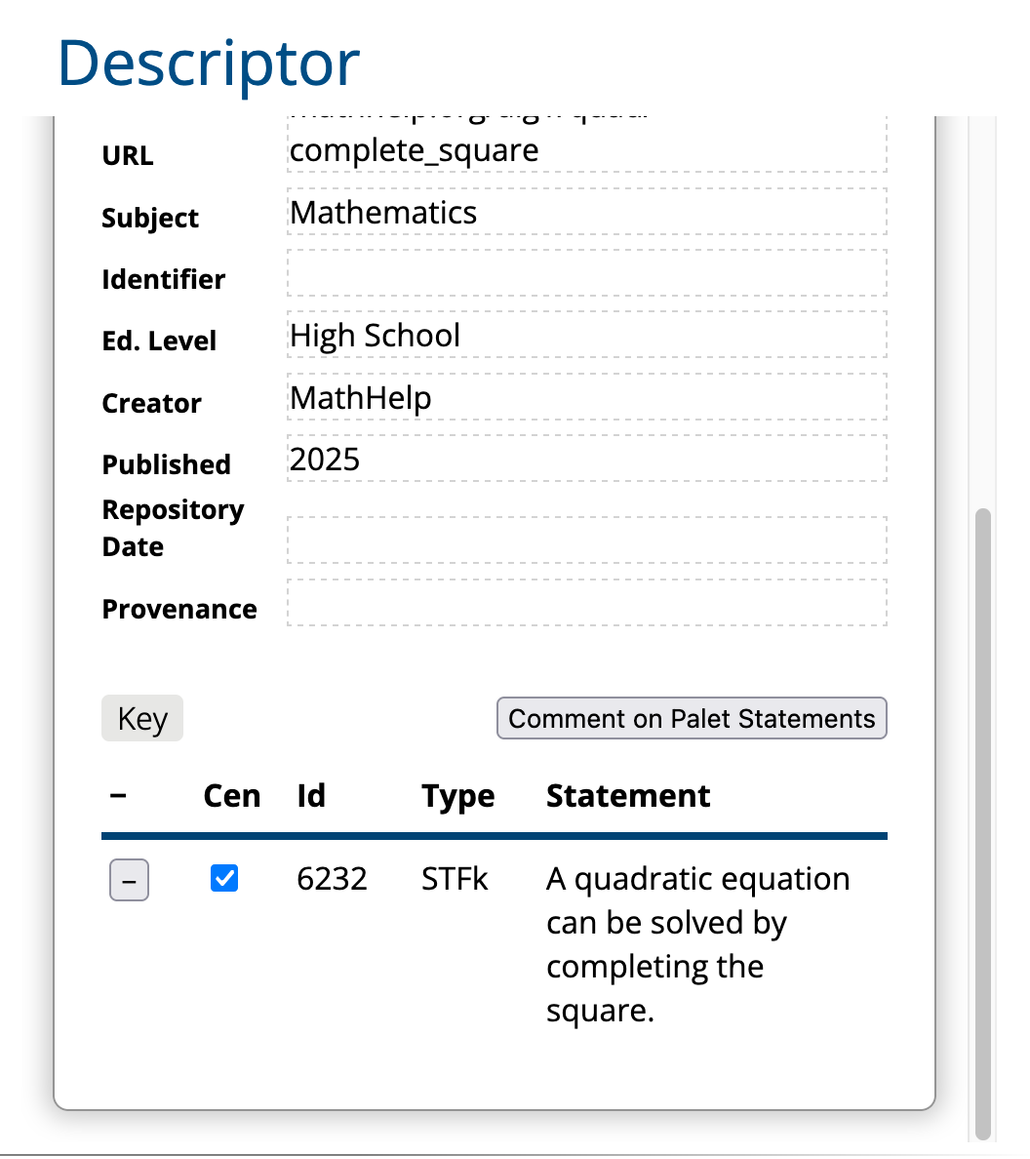 Descriptor
URL
complete_square
Subject
Mathematics
Identifier
Ed. Level
High School
Creator
MathHelp
Published
2025
Repository
Date
Provenance
Key
Comment on Palet Statements
– Cen Id Type Statement
– 6232 STFk A quadratic equation
can be solved by
completing the
square.